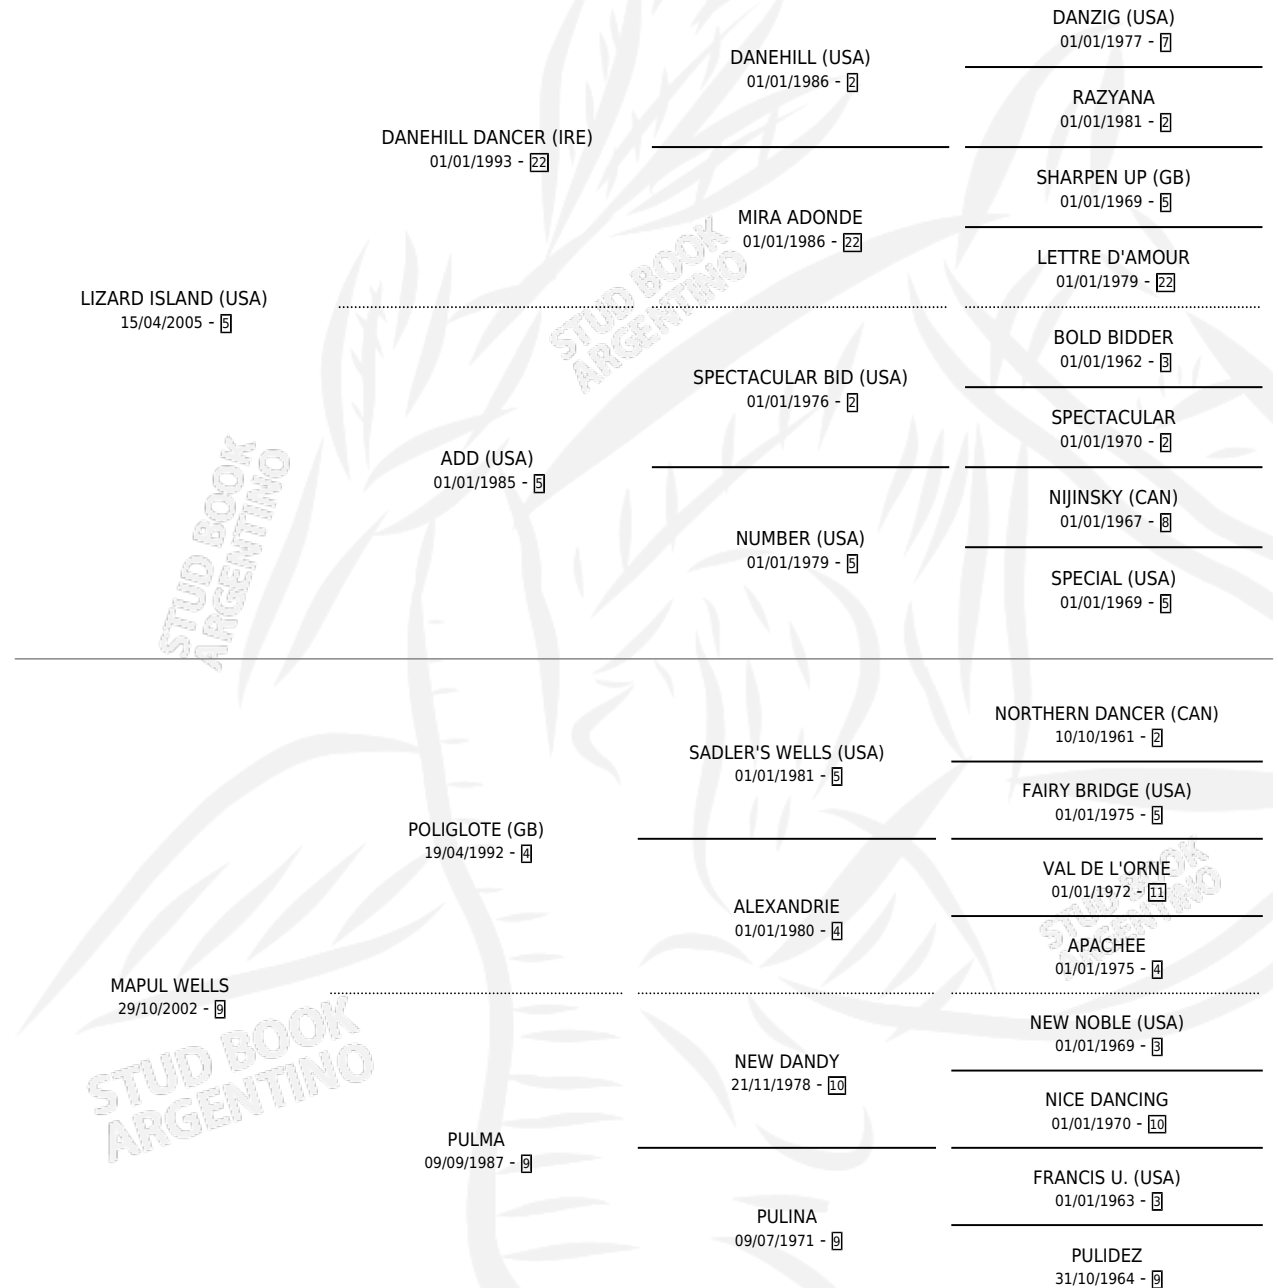 DANZIG (USA)
01/01/1977 - 7
DANEHILL (USA)
01/01/1986 - 2
RAZYANA
01/01/1981 - 2
DANEHILL DANCER (IRE)
01/01/1993 - 22
SHARPEN UP (GB)
01/01/1969 - 5
MIRA ADONDE
01/01/1986 - 22
LETTRE D'AMOUR
01/01/1979 - 22
LIZARD ISLAND (USA)
15/04/2005 - 5
STUD BOOK
ARGENTINO
BOLD BIDDER
01/01/1962 - 3
SPECTACULAR BID (USA)
01/01/1976 - 2
SPECTACULAR
01/01/1970 - 2
ADD (USA)
01/01/1985 - 5
NIJINSKY (CAN)
01/01/1967 - 8
NUMBER (USA)
01/01/1979 - 5
SPECIAL (USA)
01/01/1969 - 5
STUD BOOK
ARGENTINO
NORTHERN DANCER (CAN)
10/10/1961 - 2
SADLER'S WELLS (USA)
01/01/1981 - 5
FAIRY BRIDGE (USA)
01/01/1975 - 5
POLIGLOTE (GB)
19/04/1992 - 4
VAL DE L'ORNE
01/01/1972 - 11
ALEXANDRIE
01/01/1980 - 4
STUD BOOK
ARGENTINO
APACHEE
01/01/1975 - 4
MAPUL WELLS
29/10/2002 - 9
STUD BOOK
ARGENTINO
NEW NOBLE (USA)
01/01/1969 - 3
NEW DANDY
21/11/1978 - 10
NICE DANCING
01/01/1970 - 10
PULMA
09/09/1987 - 9
FRANCIS U. (USA)
01/01/1963 - 3
PULINA
09/07/1971 - 9
PULIDEZ
31/10/1964 - 9